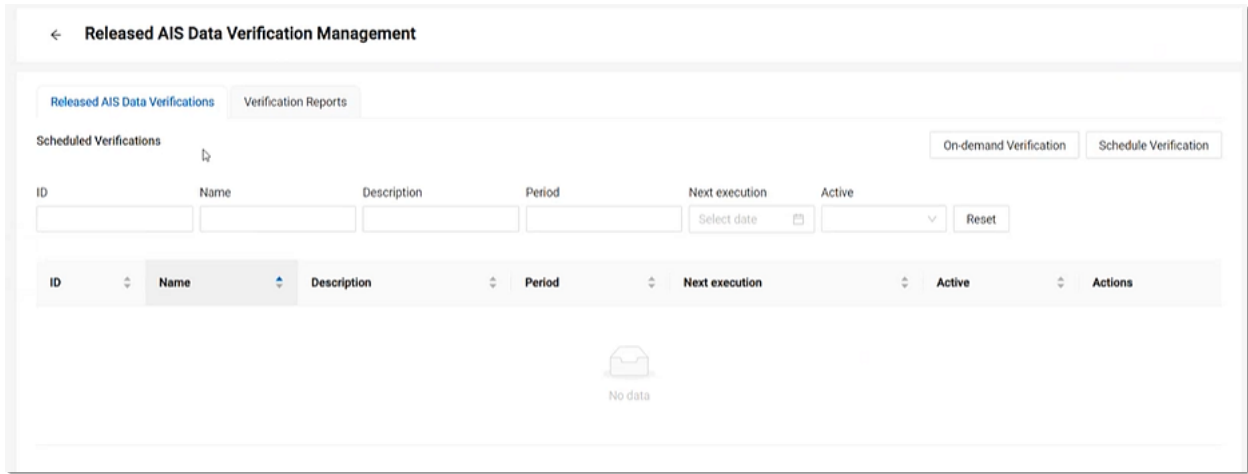 Released AIS Data Verification Management
Released AIS Data Verifications Verification Reports
Scheduled Verifications On-demand Verification Schedule Verification
ID Name Description Period Next execution Active
Select date Reset
ID Name Description Period Next execution Active Actions
No data